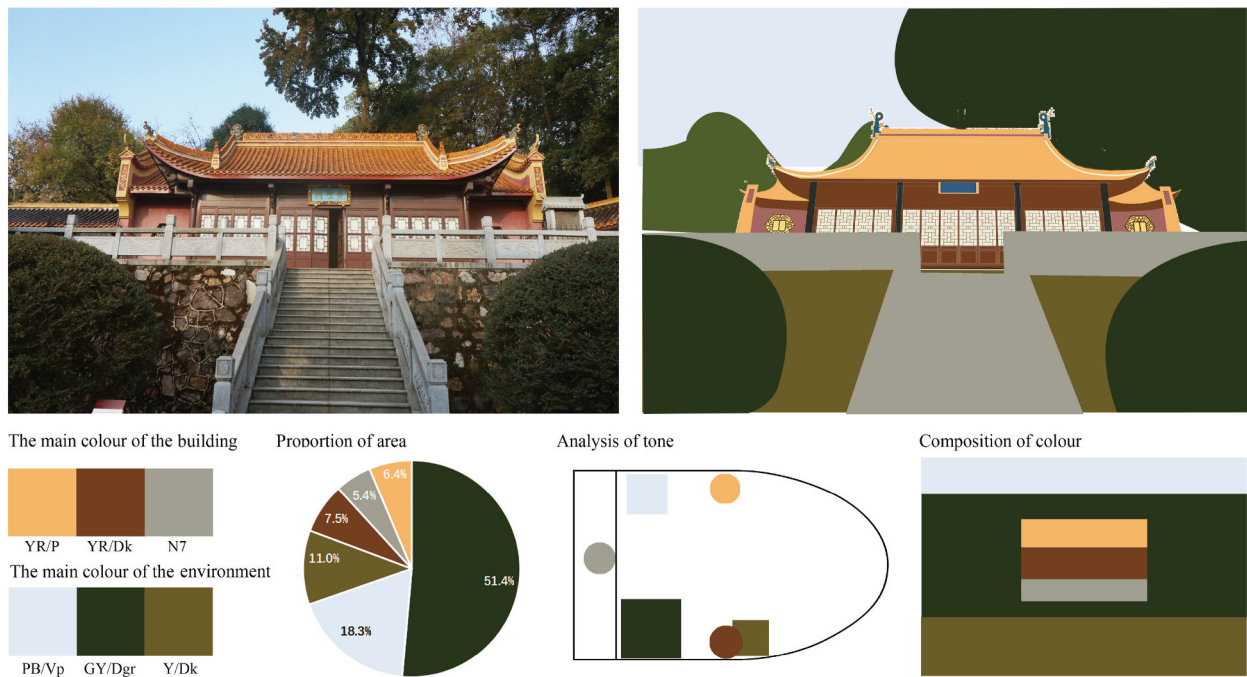 The main colour of the building
YR/P YR/Dk N7
The main colour of the environment
PB/Vp GY/Dgr Y/Dk
Proportion of area
6.4%
5.4%
7.5%
11.0%
51.4%
18.3%
Analysis of tone
Composition of colour